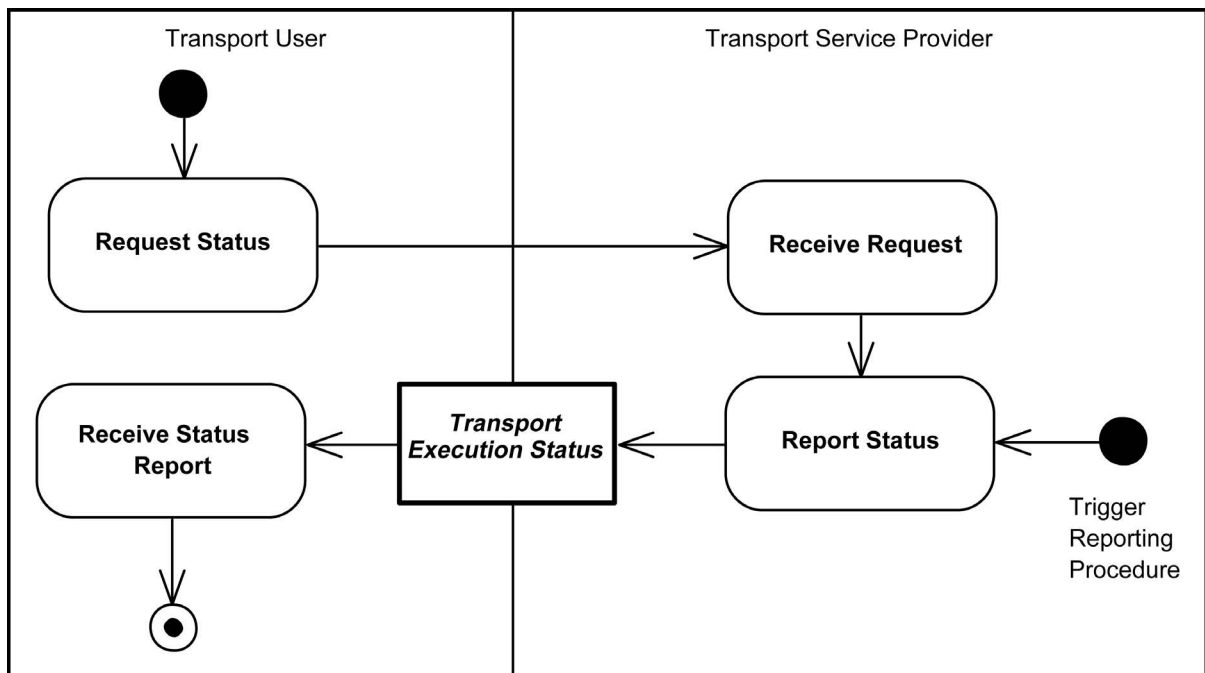 Transport User
Transport Service Provider
Request Status
Receive Request
Receive Status
Report
Transport
Execution Status
Report Status
Trigger
Reporting
Procedure